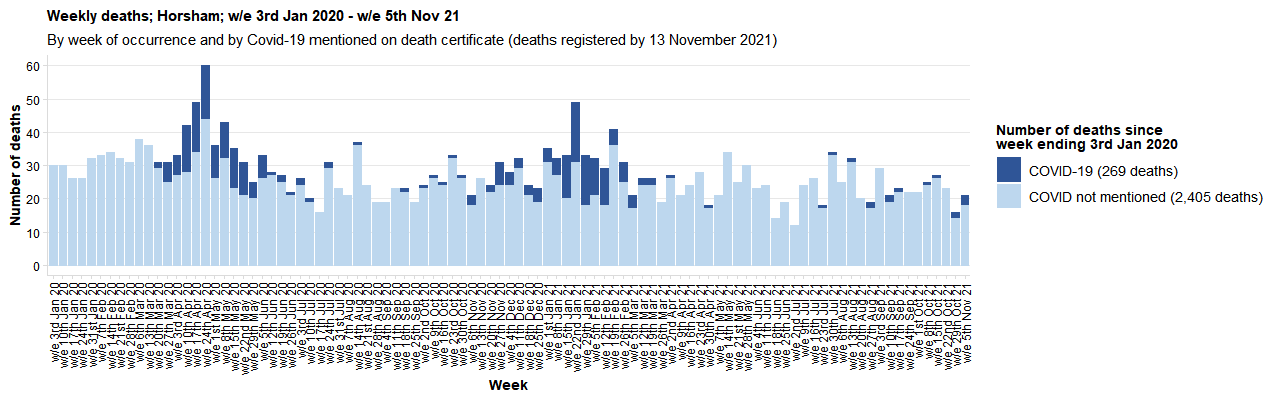 Weekly deaths; Horsham; w/e 3rd Jan 2020 - w/e 5th Nov 21
By week of occurrence and by Covid-19 mentioned on death certificate (deaths registered by 13 November 2021)
Number of deaths
60
50
40
30
20
10
0
w/e 3rd Jan 20
w/e 10th Jan 20
w/e 17th Jan 20
w/e 24th Jan 20
w/e 31st Jan 20
w/e 7th Feb 20
w/e 14th Feb 20
w/e 21st Feb 20
w/e 28th Feb 20
w/e 6th Mar 20
w/e 13th Mar 20
w/e 20th Mar 20
w/e 27th Mar 20
w/e 3rd Apr 20
w/e 10th Apr 20
w/e 17th Apr 20
w/e 24th Apr 20
w/e 1st May 20
w/e 8th May 20
w/e 15th May 20
w/e 22nd May 20
w/e 29th May 20
w/e 5th Jun 20
w/e 12th Jun 20
w/e 19th Jun 20
w/e 26th Jun 20
w/e 3rd Jul 20
w/e 10th Jul 20
w/e 17th Jul 20
w/e 24th Jul 20
w/e 31st Jul 20
w/e 7th Aug 20
w/e 14th Aug 20
w/e 21st Aug 20
w/e 28th Aug 20
w/e 4th Sep 20
w/e 11th Sep 20
w/e 18th Sep 20
w/e 25th Sep 20
w/e 2nd Oct 20
w/e 9th Oct 20
w/e 16th Oct 20
w/e 23rd Oct 20
w/e 30th Oct 20
w/e 6th Nov 20
w/e 13th Nov 20
w/e 20th Nov 20
w/e 27th Nov 20
w/e 4th Dec 20
w/e 11th Dec 20
w/e 18th Dec 20
w/e 25th Dec 20
w/e 1st Jan 21
w/e 8th Jan 21
w/e 15th Jan 21
w/e 22nd Jan 21
w/e 29th Jan 21
w/e 5th Feb 21
w/e 12th Feb 21
w/e 19th Feb 21
w/e 26th Feb 21
w/e 5th Mar 21
w/e 12th Mar 21
w/e 19th Mar 21
w/e 26th Mar 21
w/e 2nd Apr 21
w/e 9th Apr 21
w/e 16th Apr 21
w/e 23rd Apr 21
w/e 30th Apr 21
w/e 7th May 21
w/e 14th May 21
w/e 21st May 21
w/e 28th May 21
w/e 4th Jun 21
w/e 11th Jun 21
w/e 18th Jun 21
w/e 25th Jun 21
w/e 2nd Jul 21
w/e 9th Jul 21
w/e 16th Jul 21
w/e 23rd Jul 21
w/e 30th Jul 21
w/e 6th Aug 21
w/e 13th Aug 21
w/e 20th Aug 21
w/e 27th Aug 21
w/e 3rd Sep 21
w/e 10th Sep 21
w/e 17th Sep 21
w/e 24th Sep 21
w/e 1st Oct 21
w/e 8th Oct 21
w/e 15th Oct 21
w/e 22nd Oct 21
w/e 29th Oct 21
w/e 5th Nov 21
Week
Number of deaths since
week ending 3rd Jan 2020
COVID-19 (269 deaths)
COVID not mentioned (2,405 deaths)